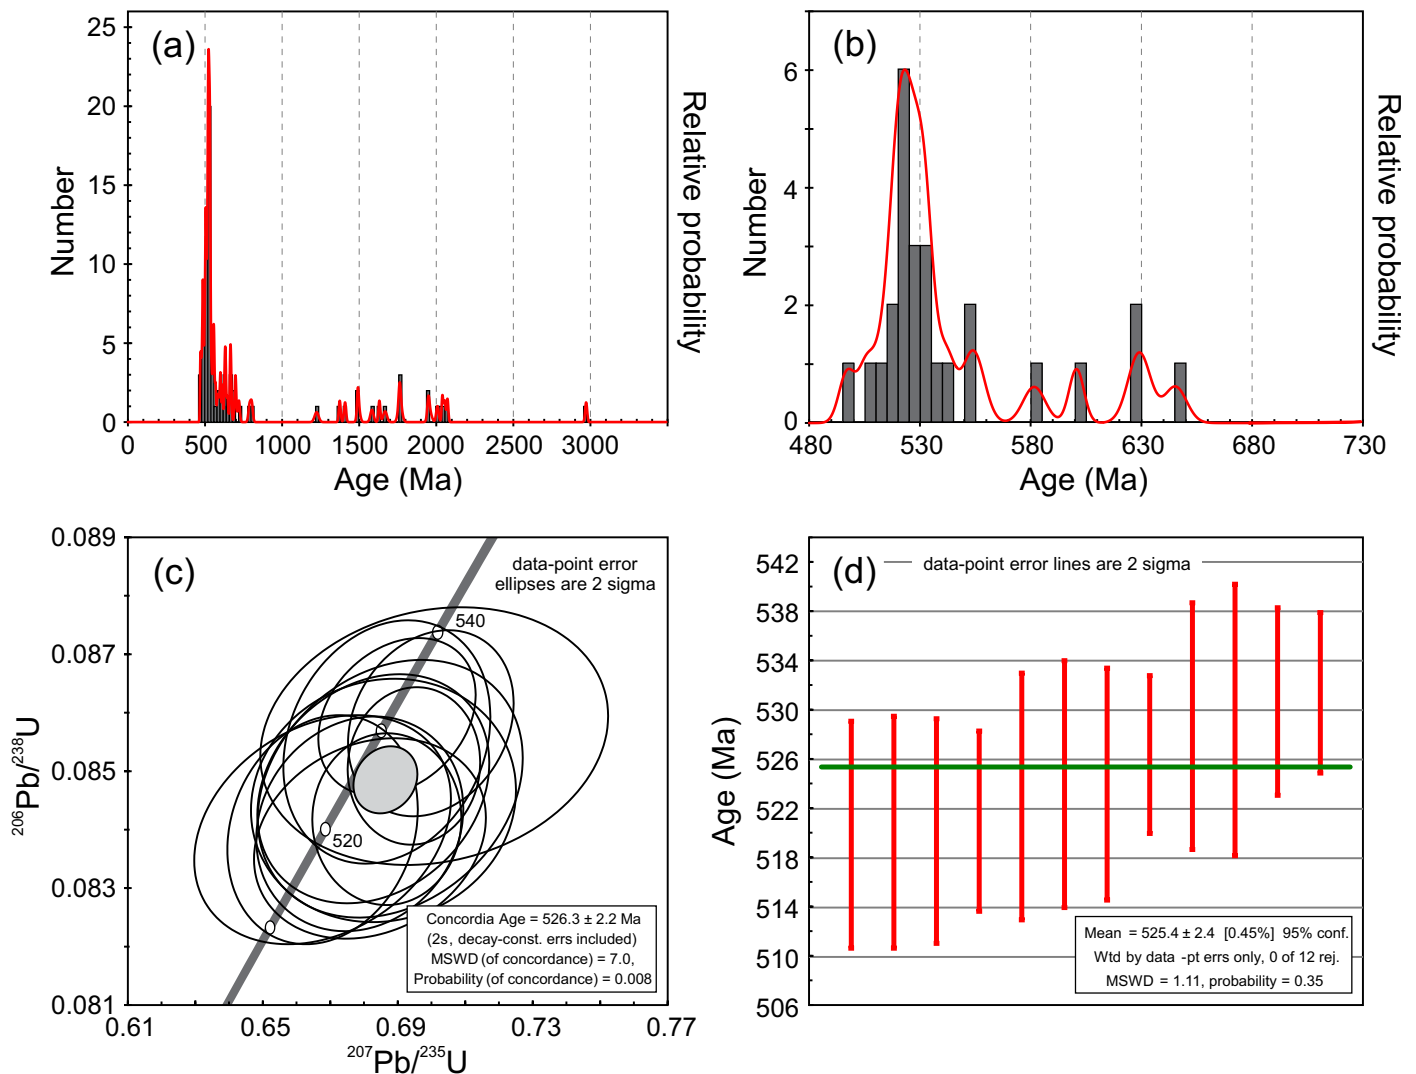 (a)
25
20
15
10
5
0
Number
Relative probability
0 500 1000 1500 2000 2500 3000
Age (Ma)
(b)
6
4
2
0
Number
Relative probability
480 530 580 630 680 730
Age (Ma)
(c)
0.089
0.087
0.085
0.083
0.081
206Pb/238U
data-point error
ellipses are 2 sigma
540
520
Concordia Age = 526.3 ± 2.2 Ma
(2s, decay-const. errs included)
MSWD (of concordance) = 7.0,
Probability (of concordance) = 0.008
0.61 0.65 0.69 0.73 0.77
207Pb/235U
(d)
data-point error lines are 2 sigma
542
538
534
530
526
522
518
514
510
506
Age (Ma)
Mean = 525.4 ± 2.4 [0.45%] 95% conf.
Wtd by data -pt errs only, 0 of 12 rej.
MSWD = 1.11, probability = 0.35